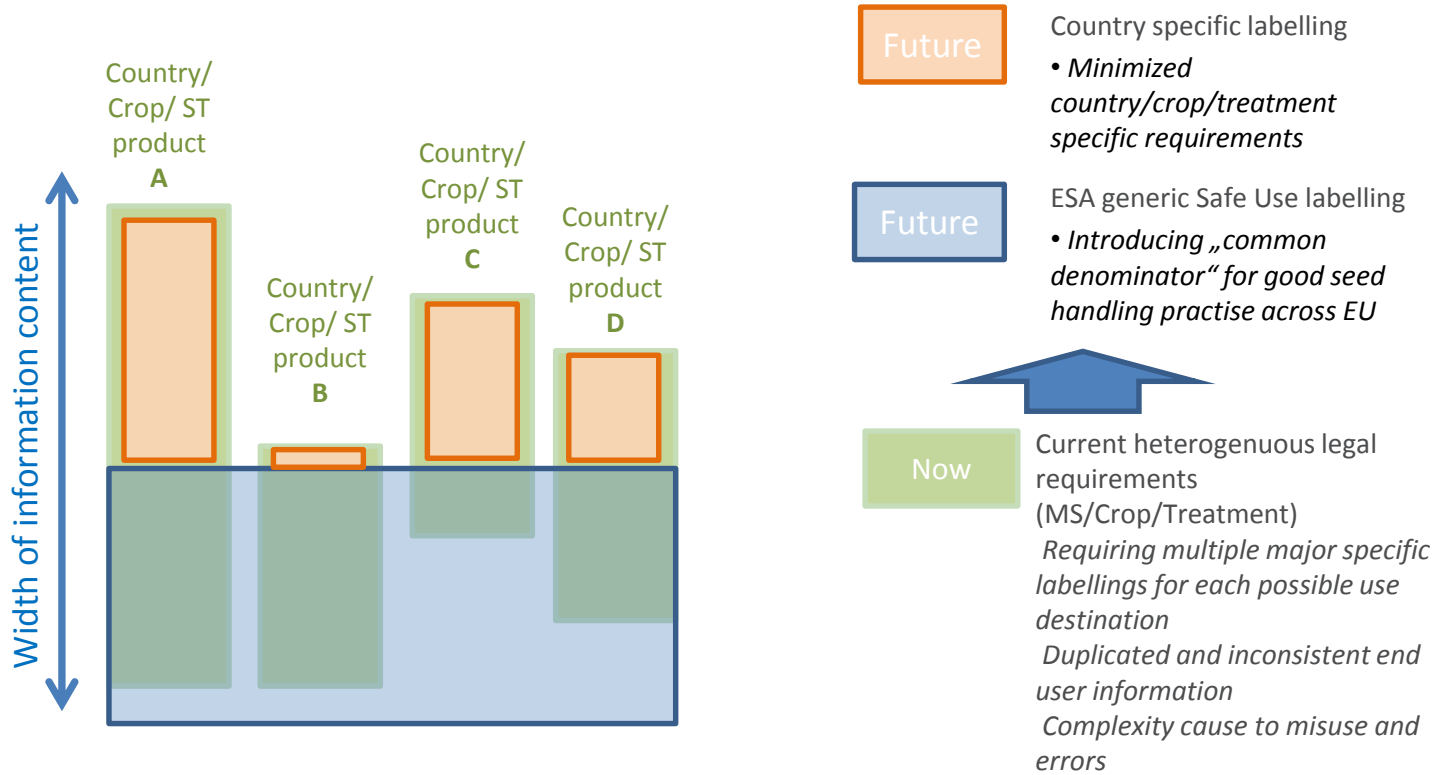 Width of information content
Country/
Crop/ ST
product
A
Country/
Crop/ ST
product
B
Country/
Crop/ ST
product
C
Country/
Crop/ ST
product
D
Future
Country specific labelling
• Minimized
country/crop/treatment
specific requirements
Future
ESA generic Safe Use labelling
• Introducing „common
denominator“ for good seed
handling practise across EU
Now
Current heterogenuous legal
requirements
(MS/Crop/Treatment)
Requiring multiple major specific
labellings for each possible use
destination
Duplicated and inconsistent end
user information
Complexity cause to misuse and
errors